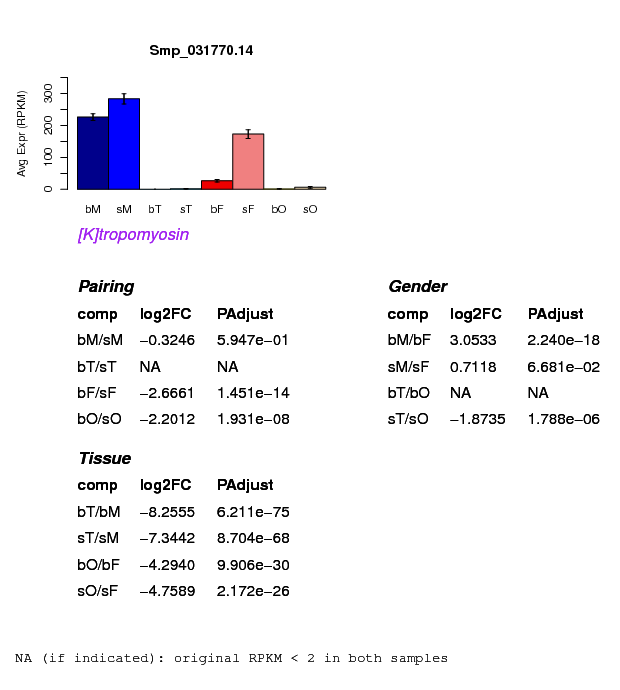 Smp_031770.14
Avg Expr (RPKM)
300
200
100
0
bM sM bT sT bF sF bO sO
[K]tropomyosin
Pairing
comp log2FC PAdjust
bM/sM −0.3246 5.947e−01
bT/sT NA NA
bF/sF −2.6661 1.451e−14
bO/sO −2.2012 1.931e−08
Gender
comp log2FC PAdjust
bM/bF 3.0533 2.240e−18
sM/sF 0.7118 6.681e−02
bT/bO NA NA
sT/sO −1.8735 1.788e−06
Tissue
comp log2FC PAdjust
bT/bM −8.2555 6.211e−75
sT/sM −7.3442 8.704e−68
bO/bF −4.2940 9.906e−30
sO/sF −4.7589 2.172e−26
NA (if indicated): original RPKM < 2 in both samples